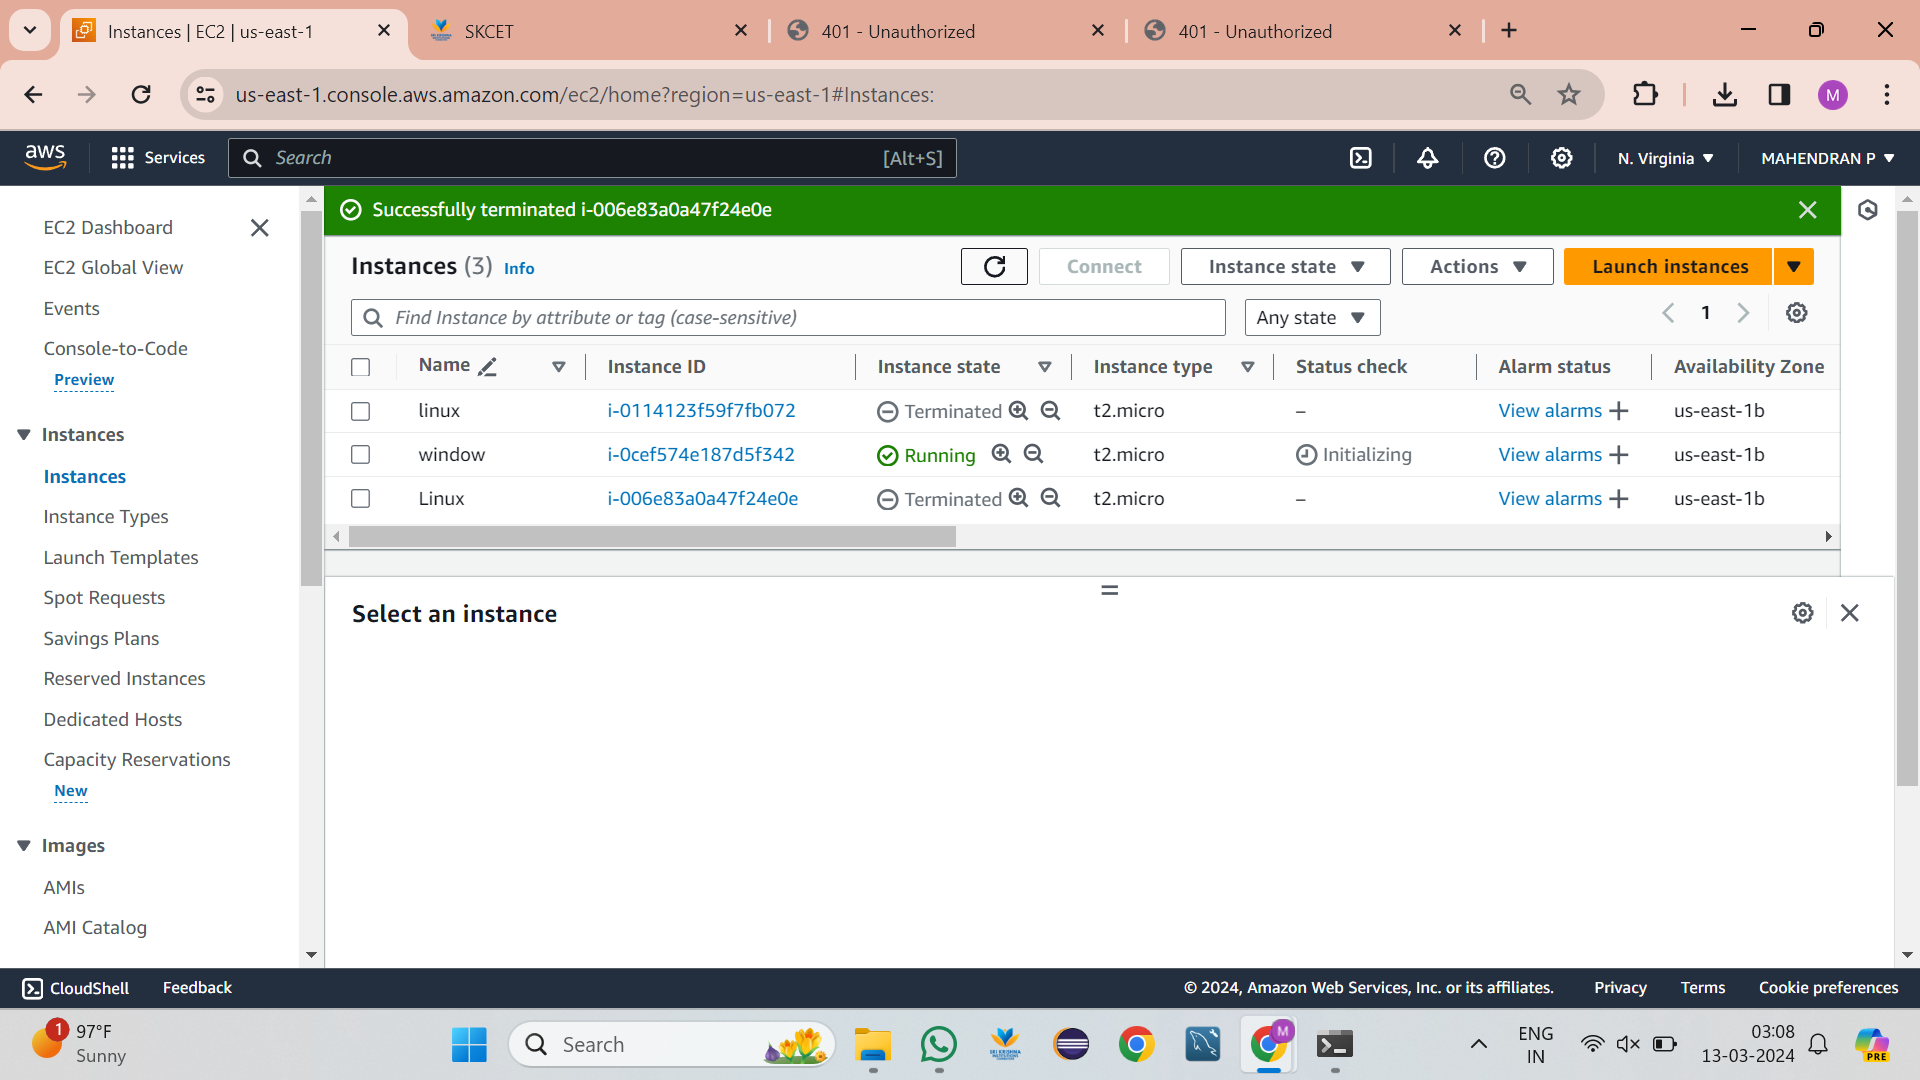 Instances | EC2 | us-east-1
SKCET
401 - Unauthorized
401 - Unauthorized
us-east-1.console.aws.amazon.com/ec2/home?region=us-east-1#Instances:
M
aws
Services
Search
[Alt+S]
N. Virginia
MAHENDRAN P
EC2 Dashboard
EC2 Global View
Events
Console-to-Code
Preview
Instances
Instances
Instance Types
Launch Templates
Spot Requests
Savings Plans
Reserved Instances
Dedicated Hosts
Capacity Reservations
New
Images
AMIs
AMI Catalog
Successfully terminated i-006e83a0a47f24e0e
Instances (3) Info
Connect
Instance state
Actions
Launch instances
Find Instance by attribute or tag (case-sensitive)
Any state
1
Name Instance ID Instance state Instance type Status check Alarm status Availability Zone
linux i-0114123f59f7fb072 Terminated t2.micro – View alarms us-east-1b
window i-0cef574e187d5f342 Running t2.micro Initializing View alarms us-east-1b
Linux i-006e83a0a47f24e0e Terminated t2.micro – View alarms us-east-1b
Select an instance
CloudShell Feedback
© 2024, Amazon Web Services, Inc. or its affiliates. Privacy Terms Cookie preferences
1
97°F
Sunny
Search
SRI KRISHNA
M
ENG
IN
03:08
13-03-2024
PRE